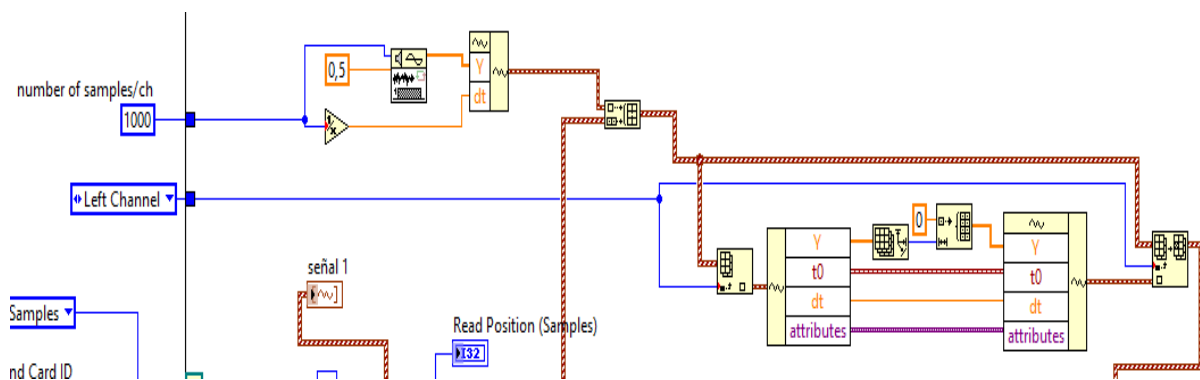 number of samples/ch
1000
0,5
1/x
Y
dt
Left Channel
señal 1
Samples
Read Position (Samples)
I32
nd Card ID
Y
t0
dt
attributes
0
Y
t0
dt
attributes